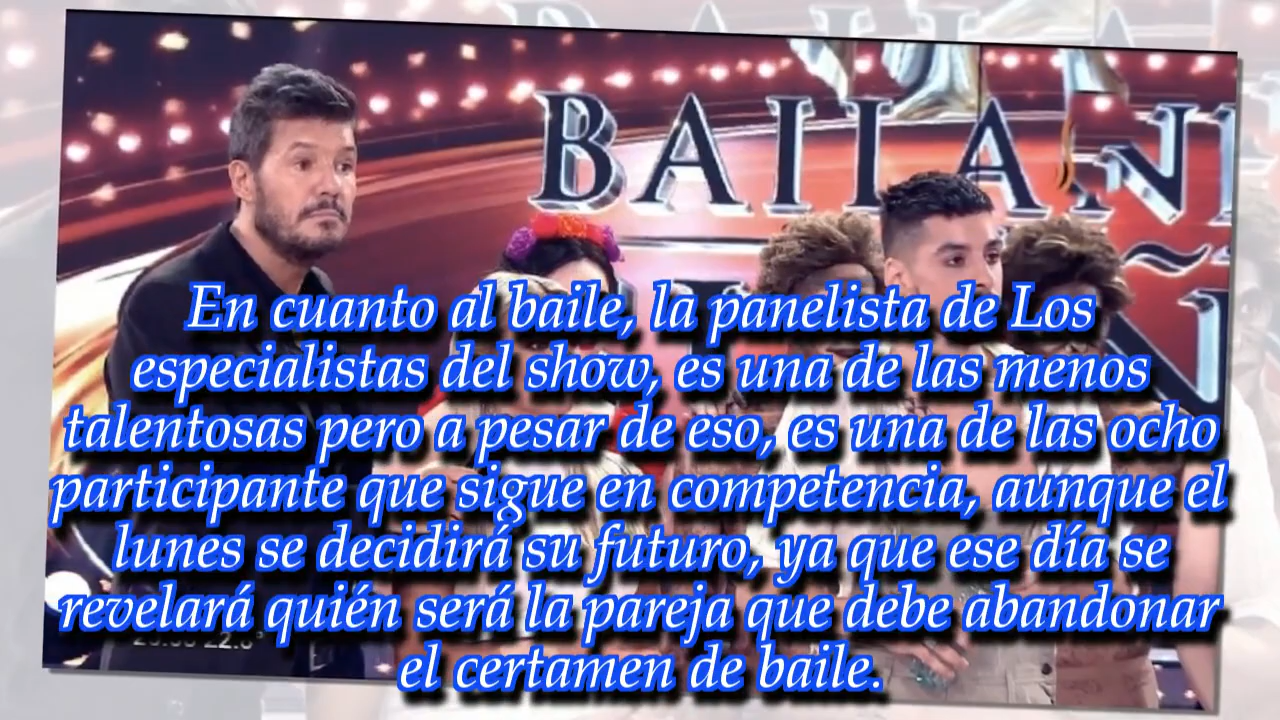 BAILAN
En cuanto al baile, la panelista de Los
especialistas del show, es una de las menos
talentosas pero a pesar de eso, es una de las ocho
participante que sigue en competencia, aunque el
lunes se decidirá su futuro, ya que ese día se
revelará quién será la pareja que debe abandonar
el certamen de baile.